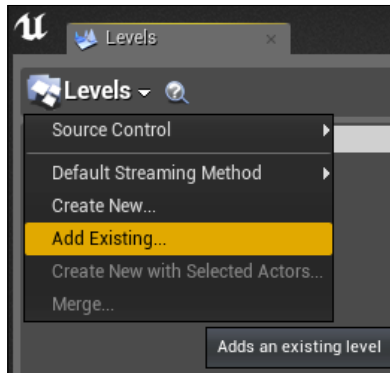 Levels
Levels
Source Control
Default Streaming Method
Create New...
Add Existing...
Create New with Selected Actors...
Merge...
Adds an existing level